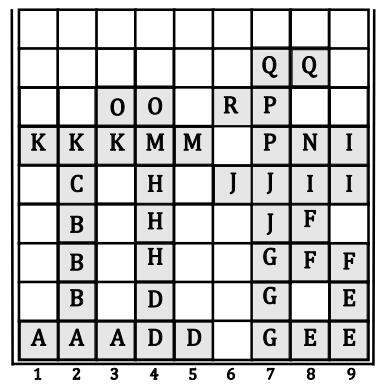 Q Q
O O R P
K K K M M P N I
C H J J I I
B H J F
B H G F F
B D G E
A A A D D G E E
1 2 3 4 5 6 7 8 9